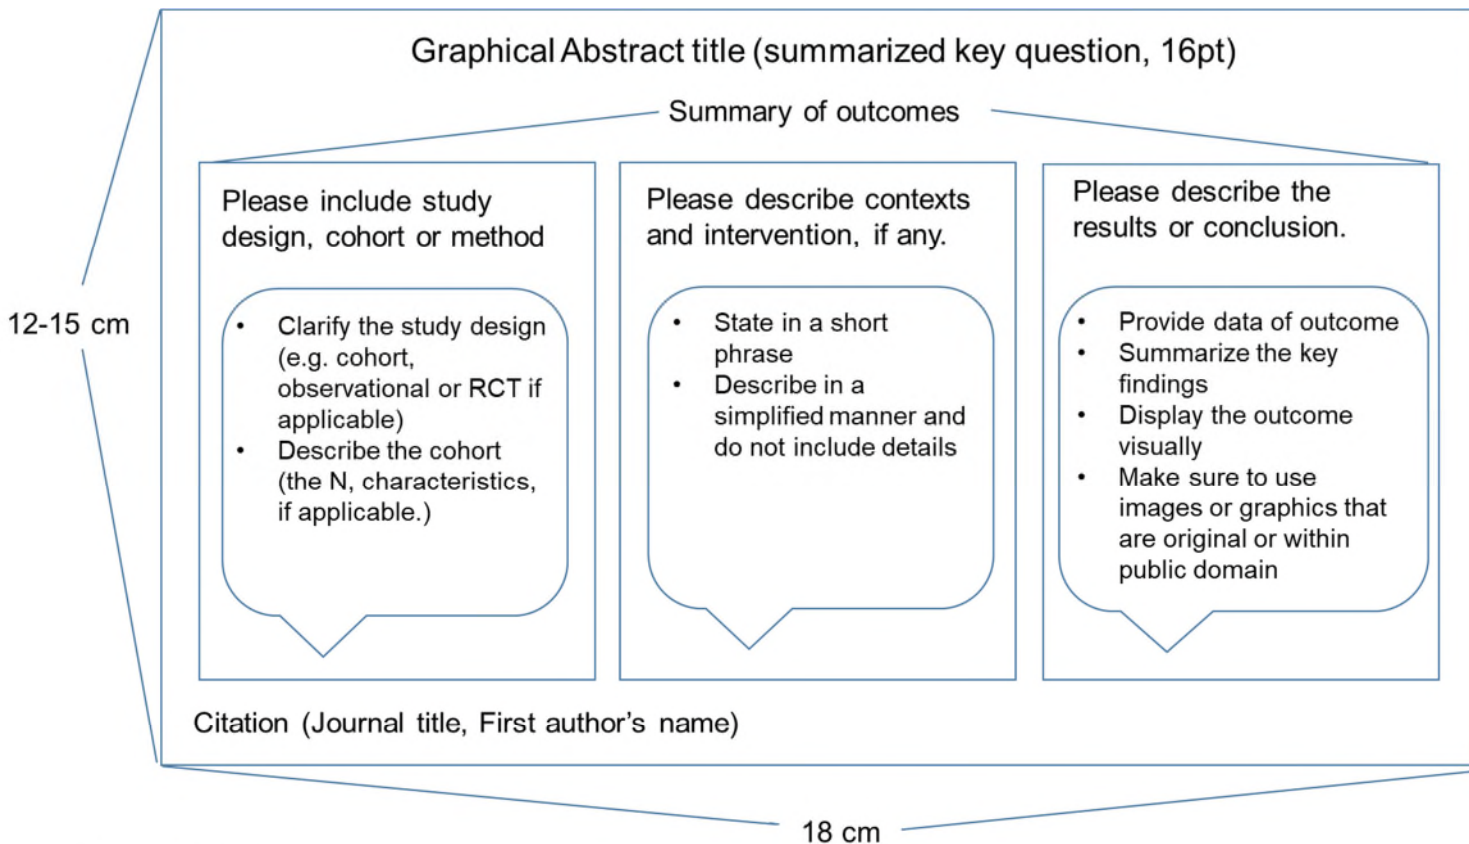 Graphical Abstract title (summarized key question, 16pt)
Summary of outcomes
Please include study
design, cohort or method
• Clarify the study design
(e.g. cohort,
observational or RCT if
applicable)
• Describe the cohort
(the N, characteristics,
if applicable.)
Please describe contexts
and intervention, if any.
• State in a short
phrase
• Describe in a
simplified manner and
do not include details
Please describe the
results or conclusion.
• Provide data of outcome
• Summarize the key
findings
• Display the outcome
visually
• Make sure to use
images or graphics that
are original or within
public domain
12-15 cm
Citation (Journal title, First author's name)
18 cm